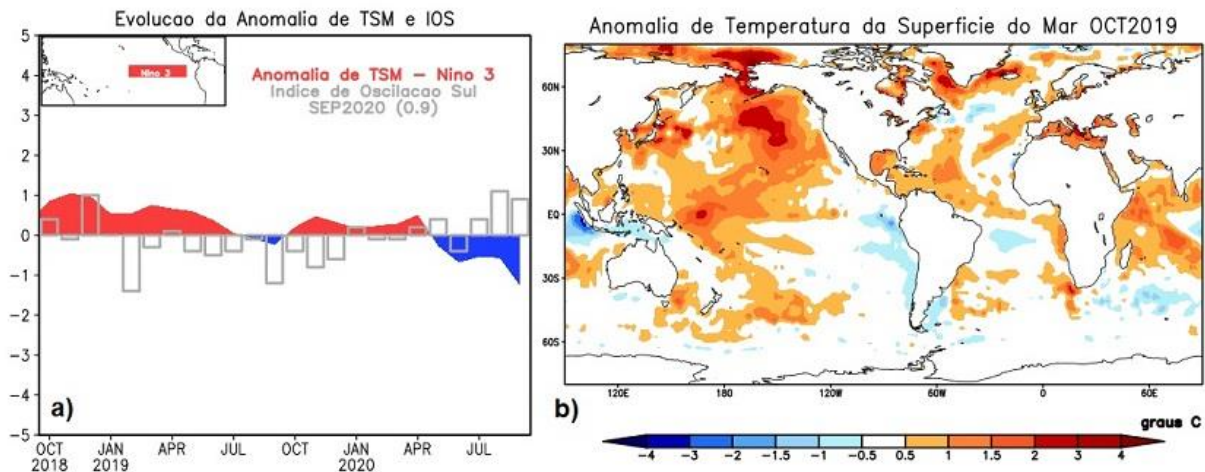 Evolucao da Anomalia de TSM e IOS
5
4
3
2
1
0
-1
-2
-3
-4
-5
Nino 3
Anomalia de TSM – Nino 3
Indice de Oscilacao Sul
SEP2020 (0.9)
a)
OCT JAN APR JUL OCT JAN APR JUL
2018 2019 2020
Anomalia de Temperatura da Superficie do Mar OCT2019
60N
30N
EQ
30S
60S
b)
120E 180 120W 60W 0 60E
graus C
-4 -3 -2 -1.5 -1 -0.5 0.5 1 1.5 2 3 4